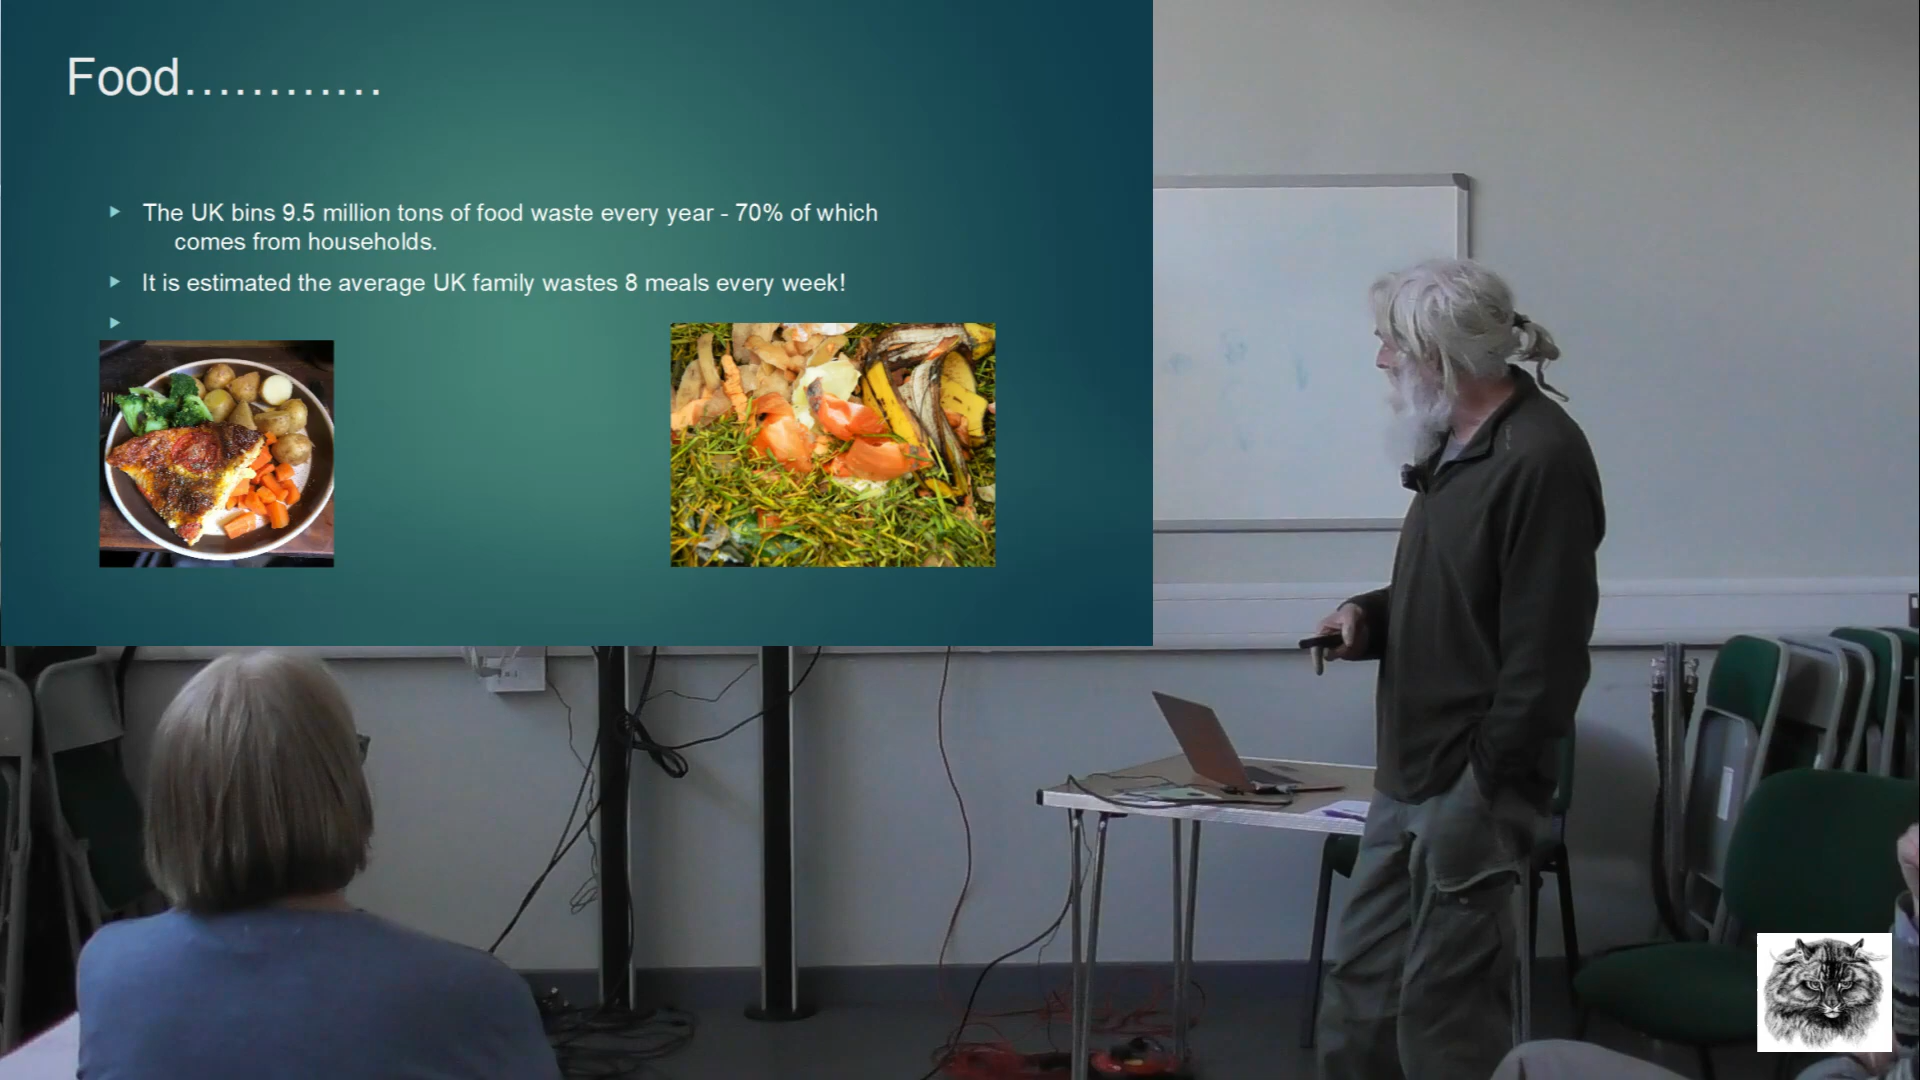 Food…………
The UK bins 9.5 million tons of food waste every year - 70% of which
comes from households.
It is estimated the average UK family wastes 8 meals every week!